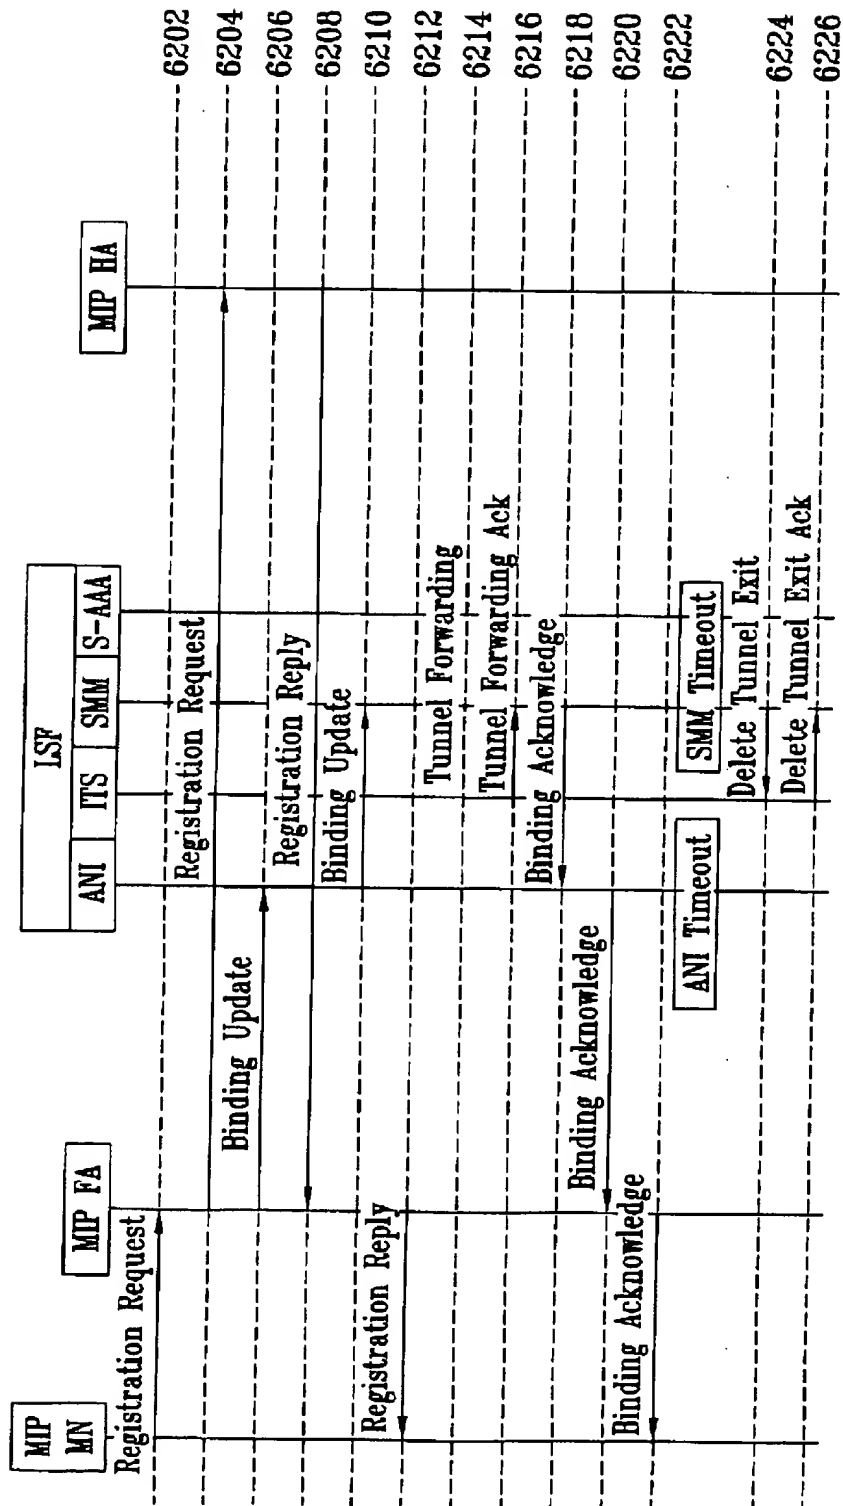 MIP
MN
MIP FA
LSF
ANI
ITS
SMM
S-AAA
MIP HA
Registration Request
6202
Registration Request
6204
Binding Update
6206
Registration Reply
6208
Binding Update
6210
Registration Reply
6212
Tunnel Forwarding
6214
Tunnel Forwarding Ack
6216
Binding Acknowledge
6218
Binding Acknowledge
6220
Binding Acknowledge
6222
ANI Timeout
SMM Timeout
Delete Tunnel Exit
6224
Delete Tunnel Exit Ack
6226